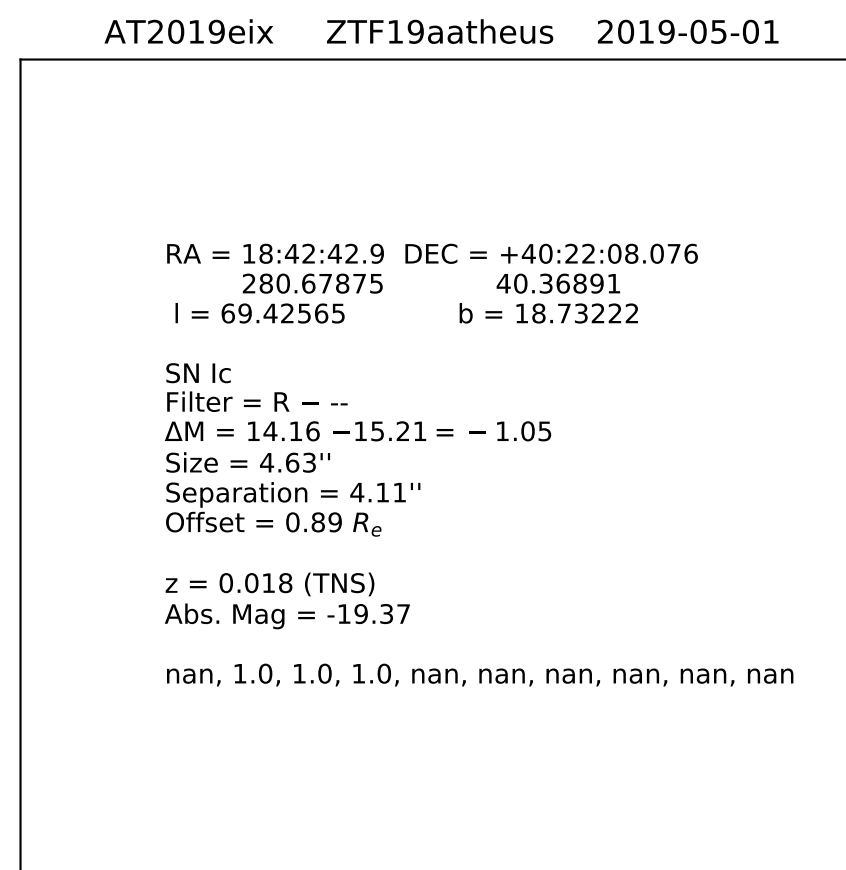 AT2019eix ZTF19aatheus 2019-05-01
RA = 18:42:42.9 DEC = +40:22:08.076
280.67875 40.36891
l = 69.42565 b = 18.73222
SN Ic
Filter = R − --
ΔM = 14.16 −15.21 = − 1.05
Size = 4.63''
Separation = 4.11''
Offset = 0.89 Rₑ
z = 0.018 (TNS)
Abs. Mag = -19.37
nan, 1.0, 1.0, 1.0, nan, nan, nan, nan, nan, nan